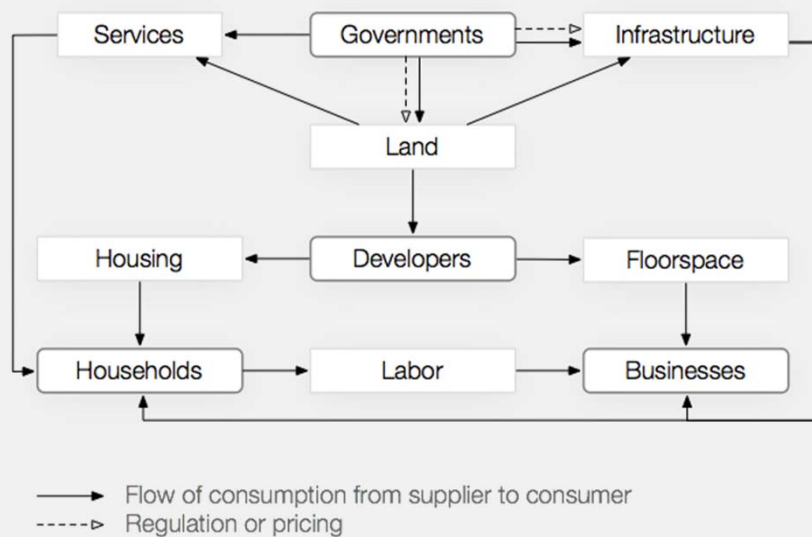 Services
Governments
Infrastructure
Land
Housing
Developers
Floorspace
Households
Labor
Businesses
Flow of consumption from supplier to consumer
Regulation or pricing